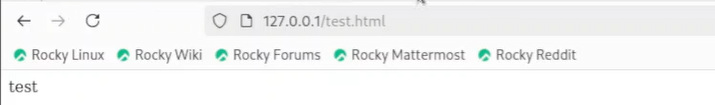 127.0.0.1/test.html
Rocky Linux Rocky Wiki Rocky Forums Rocky Mattermost Rocky Reddit
test